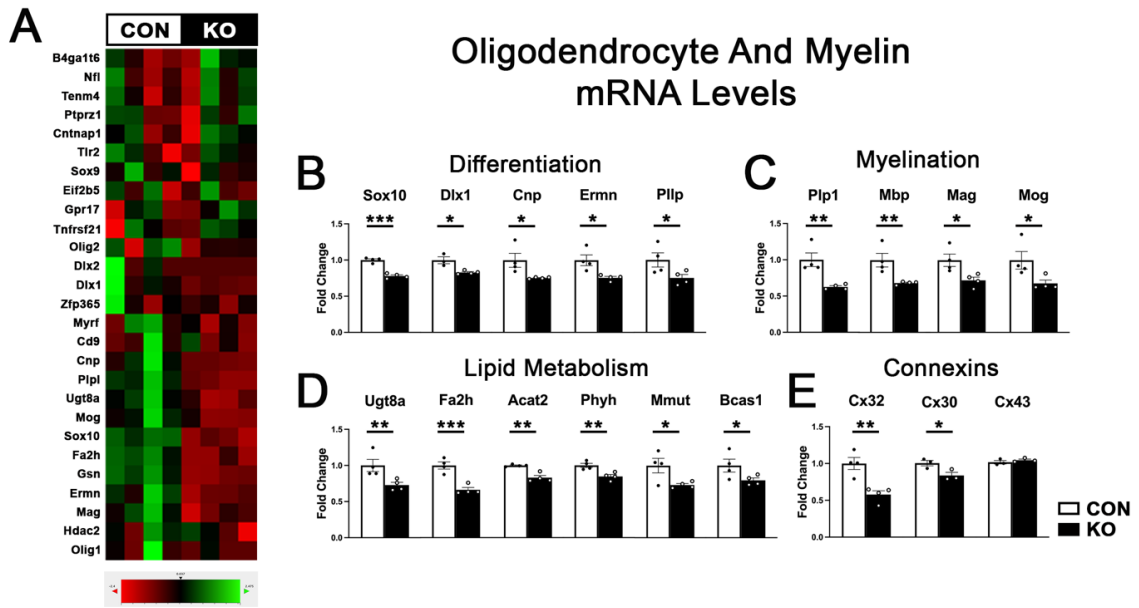 A
CON KO
B4ga1t6
Nfl
Tenm4
Ptprz1
Cntnap1
Tlr2
Sox9
Eif2b5
Gpr17
Tnfrsf21
Olig2
Dlx2
Dlx1
Zfp365
Myrf
Cd9
Cnp
Plpl
Ugt8a
Mog
Sox10
Fa2h
Gsn
Ermn
Mag
Hdac2
Olig1
Oligodendrocyte And Myelin
mRNA Levels
B Differentiation
Sox10 Dlx1 Cnp Ermn Pllp
*** * * * *
Fold Change
1.5
1.0
0.5
0.0
C Myelination
Plp1 Mbp Mag Mog
** ** * *
Fold Change
1.5
1.0
0.5
0.0
D Lipid Metabolism
Ugt8a Fa2h Acat2 Phyh Mmut Bcas1
** *** ** ** * *
Fold Change
1.5
1.0
0.5
0.0
E Connexins
Cx32 Cx30 Cx43
** *
Fold Change
1.5
1.0
0.5
0.0
CON
KO